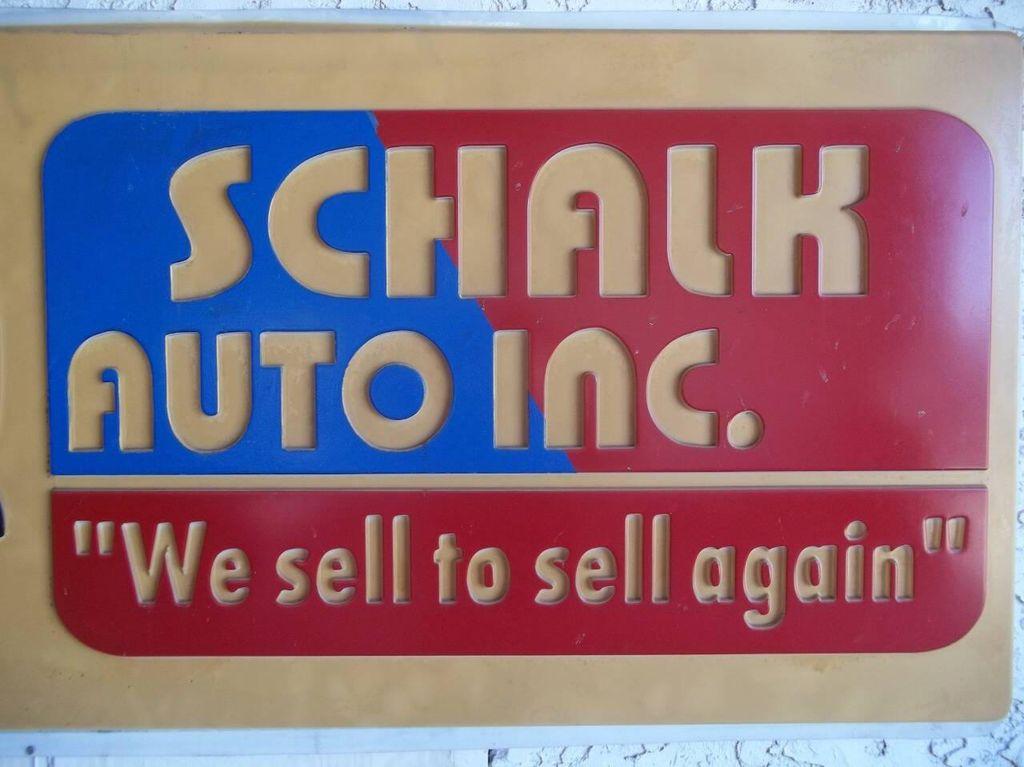 SCHALK
AUTO INC.
"We sell to sell again"